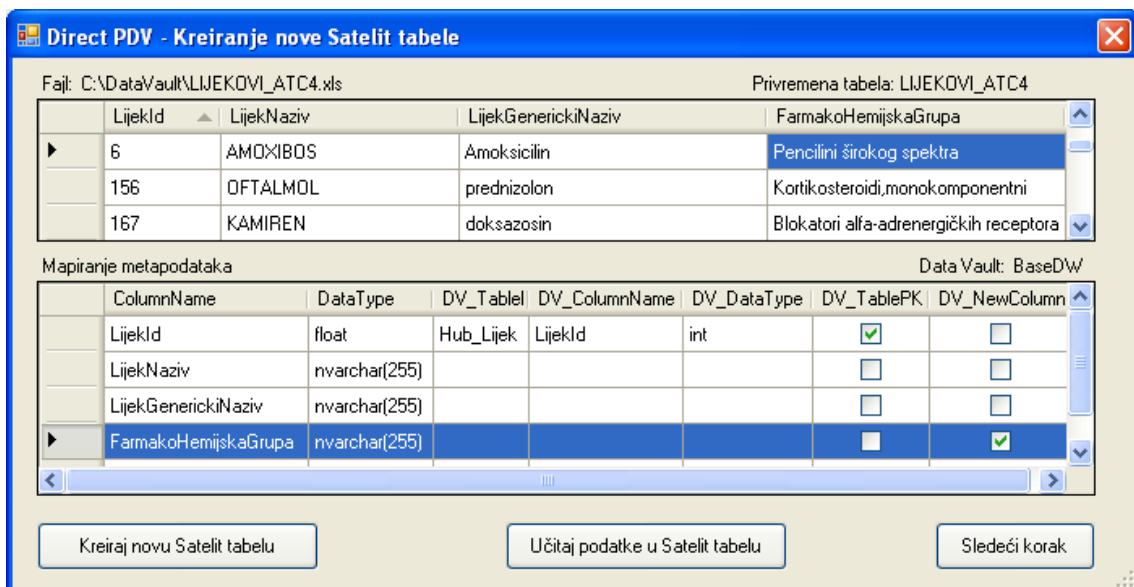 Direct PDV - Kreiranje nove Satelit tabele
Fajl: C:\DataVault\LIJEKOVI_ATC4.xls Privremena tabela: LIJEKOVI_ATC4
LijekId LijekNaziv LijekGenerickiNaziv FarmakoHemijskaGrupa
6 AMOXIBOS Amoksicilin Pencilini širokog spektra
156 OFTALMOL prednizolon Kortikosteroidi,monokomponentni
167 KAMIREN doksazosin Blokatori alfa-adrenergičkih receptora
Mapiranje metapodataka Data Vault: BaseDW
ColumnName DataType DV_Tablel DV_ColumnName DV_DataType DV_TablePK DV_NewColumn
LijekId float Hub_Lijek LijekId int
LijekNaziv nvarchar(255)
LijekGenerickiNaziv nvarchar(255)
FarmakoHemijskaGrupa nvarchar(255)
Kreiraj novu Satelit tabelu Učitaj podatke u Satelit tabelu Sledeći korak